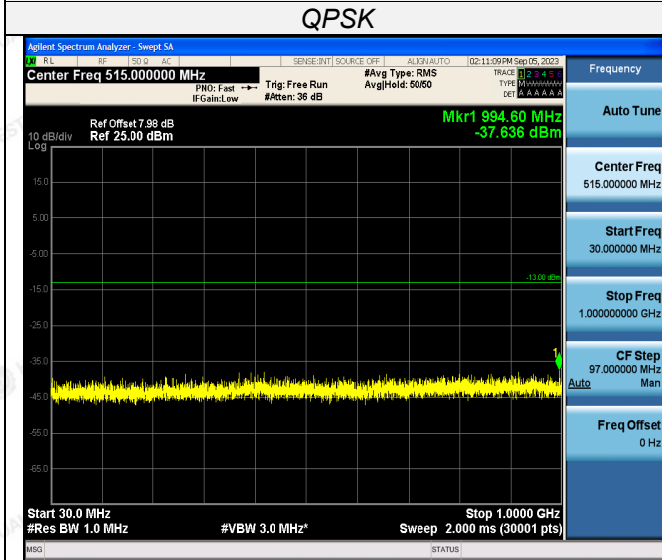 QPSK
Agilent Spectrum Analyzer - Swept SA
RL RF 50 Ω AC SENSE:INT SOURCE OFF ALIGNAUTO 02:11:09 PM Sep 05, 2023
Center Freq 515.000000 MHz
PNO: Fast
IFGain:Low
Trig: Free Run
#Atten: 36 dB
#Avg Type: RMS
Avg|Hold: 50/50
TRACE 1 2 3 4 5 6
TYPE M
DET A A A A A A
Mkr1 994.60 MHz
-37.636 dBm
Ref Offset 7.98 dB
Ref 25.00 dBm
10 dB/div
Log
15.0
5.00
-5.00
-13.00 dBm
-15.0
-25.0
-35.0
1
-45.0
-55.0
-65.0
Start 30.0 MHz
Stop 1.0000 GHz
#Res BW 1.0 MHz
#VBW 3.0 MHz*
Sweep 2.000 ms (30001 pts)
MSG
STATUS
Frequency
Auto Tune
Center Freq
515.000000 MHz
Start Freq
30.000000 MHz
Stop Freq
1.000000000 GHz
CF Step
97.000000 MHz
Auto Man
Freq Offset
0 Hz